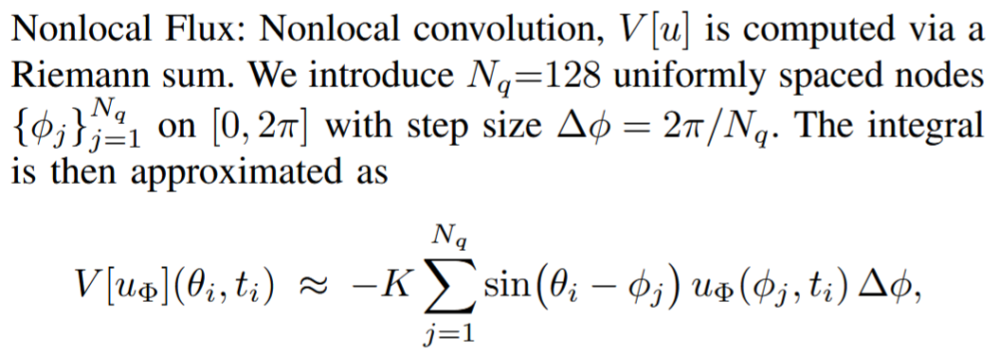 Nonlocal Flux: Nonlocal convolution, $V[u]$ is computed via a
Riemann sum. We introduce $N_q$=128 uniformly spaced nodes
$\{\phi_j\}_{j=1}^{N_q}$ on $[0, 2\pi]$ with step size $\Delta\phi = 2\pi/N_q$. The integral
is then approximated as
$V[u_\Phi](\theta_i, t_i) \approx -K \sum_{j=1}^{N_q} \sin(\theta_i - \phi_j) \, u_\Phi(\phi_j, t_i) \, \Delta\phi,$